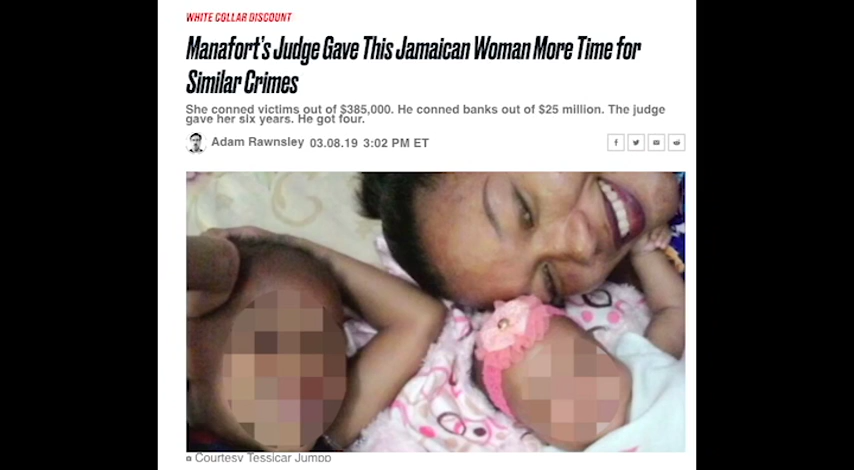 WHITE COLLAR DISCOUNT
Manafort's Judge Gave This Jamaican Woman More Time for
Similar Crimes
She conned victims out of $385,000. He conned banks out of $25 million. The judge
gave her six years. He got four.
Adam Rawnsley 03.08.19 3:02 PM ET
Courtesy Tessicar Jumpp